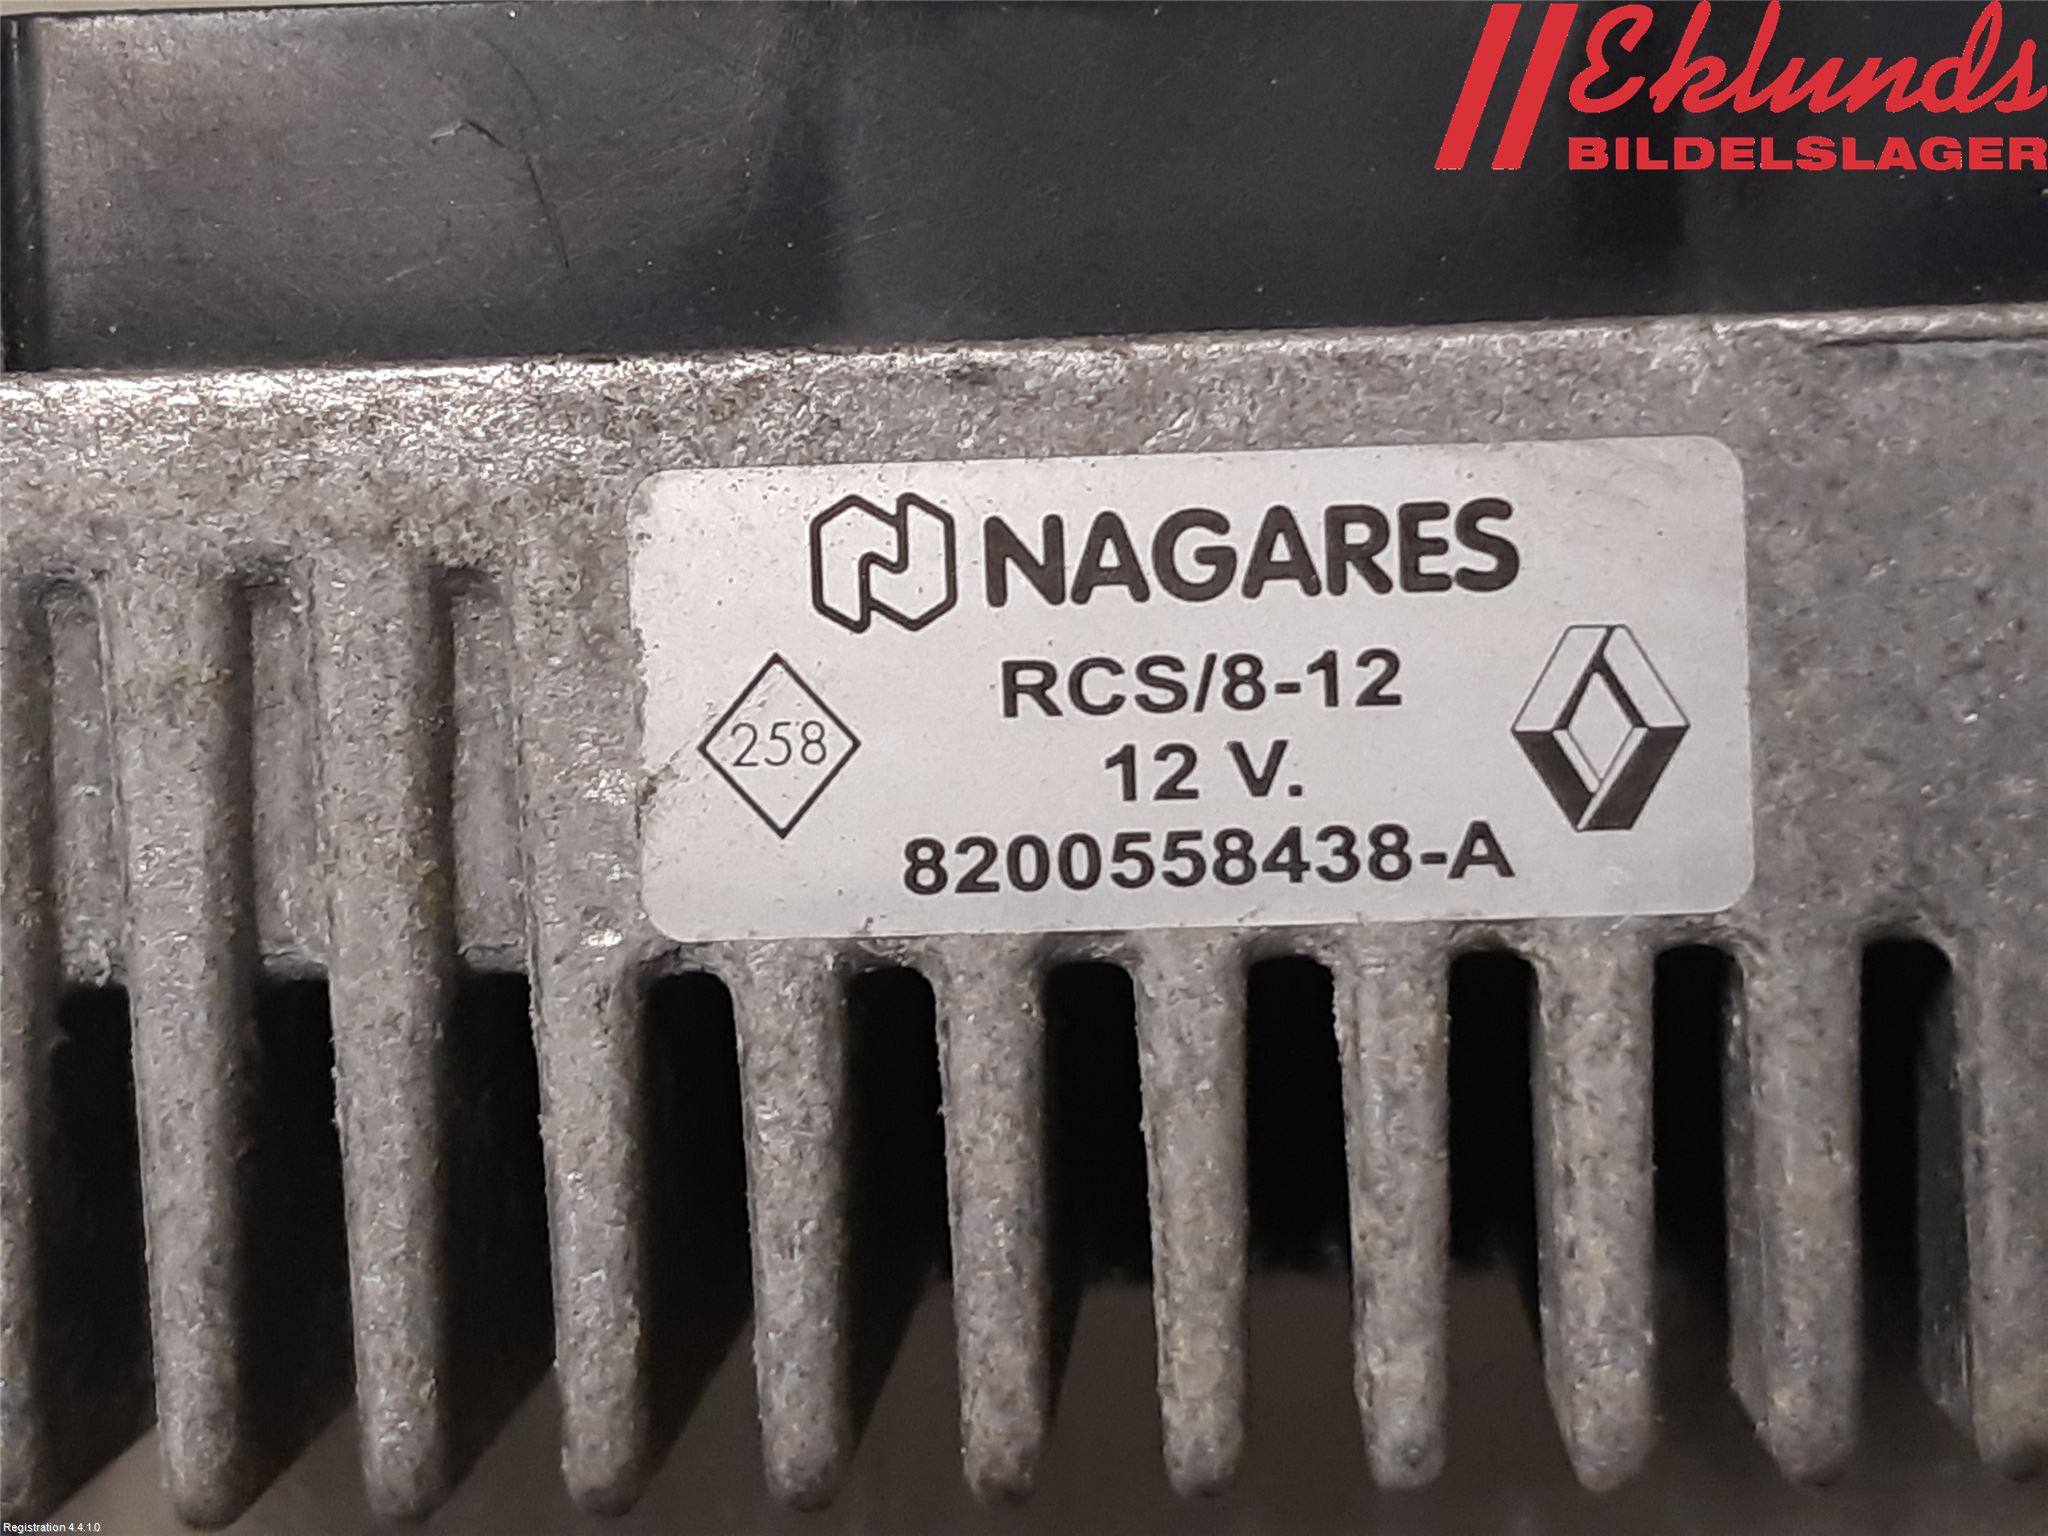 Eklunds
BILDELSLAGER
NAGARES
RCS/8-12
258
12 V.
8200558438-A
Registration 4.4.1.0